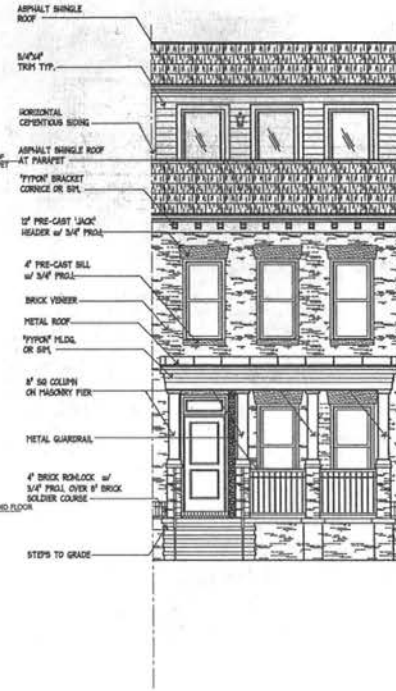 ASPHALT SHINGLE
ROOF
5/4"X4"
TRIM TYP.
HORIZONTAL
CEMENTIOUS SIDING
ASPHALT SHINGLE ROOF
AT PARAPET
"FYPON" BRACKET
CORNICE OR SIM.
12" PRE-CAST 'JACK'
HEADER w/ 3/4" PROJ.
4" PRE-CAST SILL
w/ 3/4" PROJ.
BRICK VENEER
METAL ROOF
"FYPON" MLDG.
OR SIM.
8" SQ COLUMN
ON MASONRY PIER
METAL GUARDRAIL
4" BRICK ROWLOCK w/
3/4" PROJ. OVER 8" BRICK
SOLDIER COURSE
FLOOR
STEPS TO GRADE